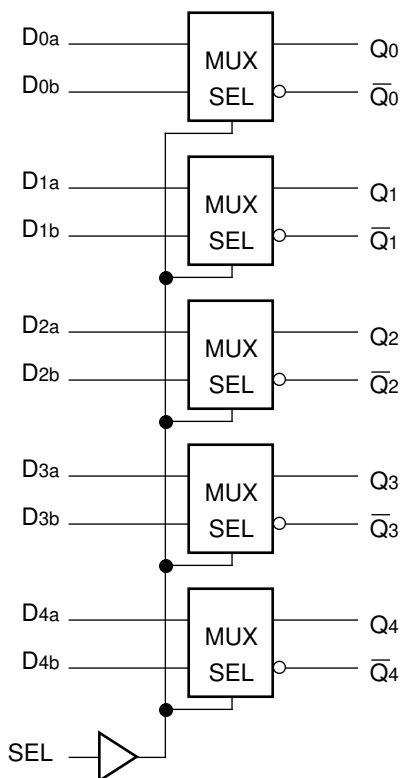 D0a MUX Q0
D0b SEL Q̅0
D1a MUX Q1
D1b SEL Q̅1
D2a MUX Q2
D2b SEL Q̅2
D3a MUX Q3
D3b SEL Q̅3
D4a MUX Q4
D4b SEL Q̅4
SEL